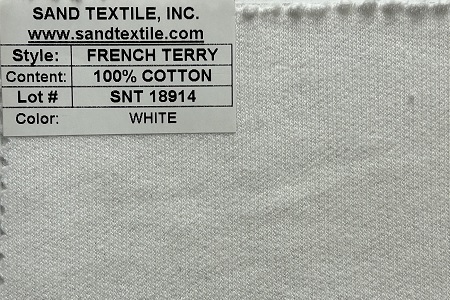 SAND TEXTILE, INC.
www.sandtextile.com
Style: FRENCH TERRY
Content: 100% COTTON
Lot # SNT 18914
Color: WHITE